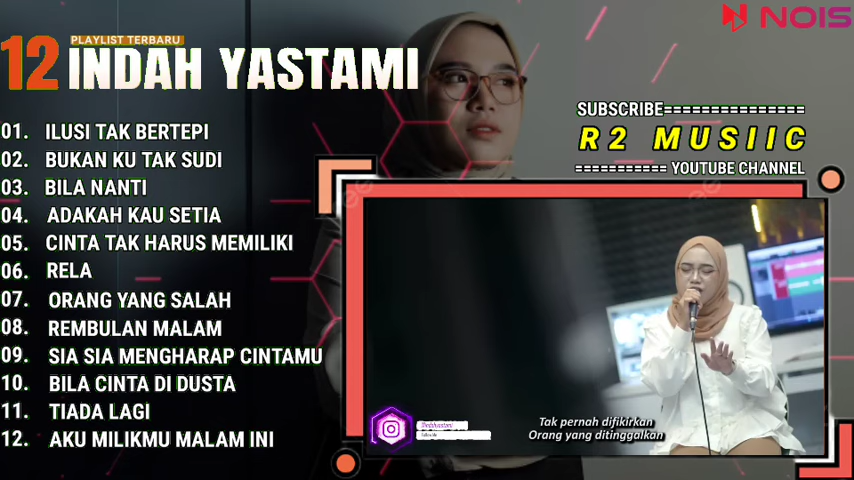 NOIS
PLAYLIST TERBARU
12 INDAH YASTAMI
SUBSCRIBE===============
R2 MUSIIC
=========== YOUTUBE CHANNEL
01. ILUSI TAK BERTEPI
02. BUKAN KU TAK SUDI
03. BILA NANTI
04. ADAKAH KAU SETIA
05. CINTA TAK HARUS MEMILIKI
06. RELA
07. ORANG YANG SALAH
08. REMBULAN MALAM
09. SIA SIA MENGHARAP CINTAMU
10. BILA CINTA DI DUSTA
11. TIADA LAGI
12. AKU MILIKMU MALAM INI
Tak pernah difikirkan
Orang yang ditinggalkan